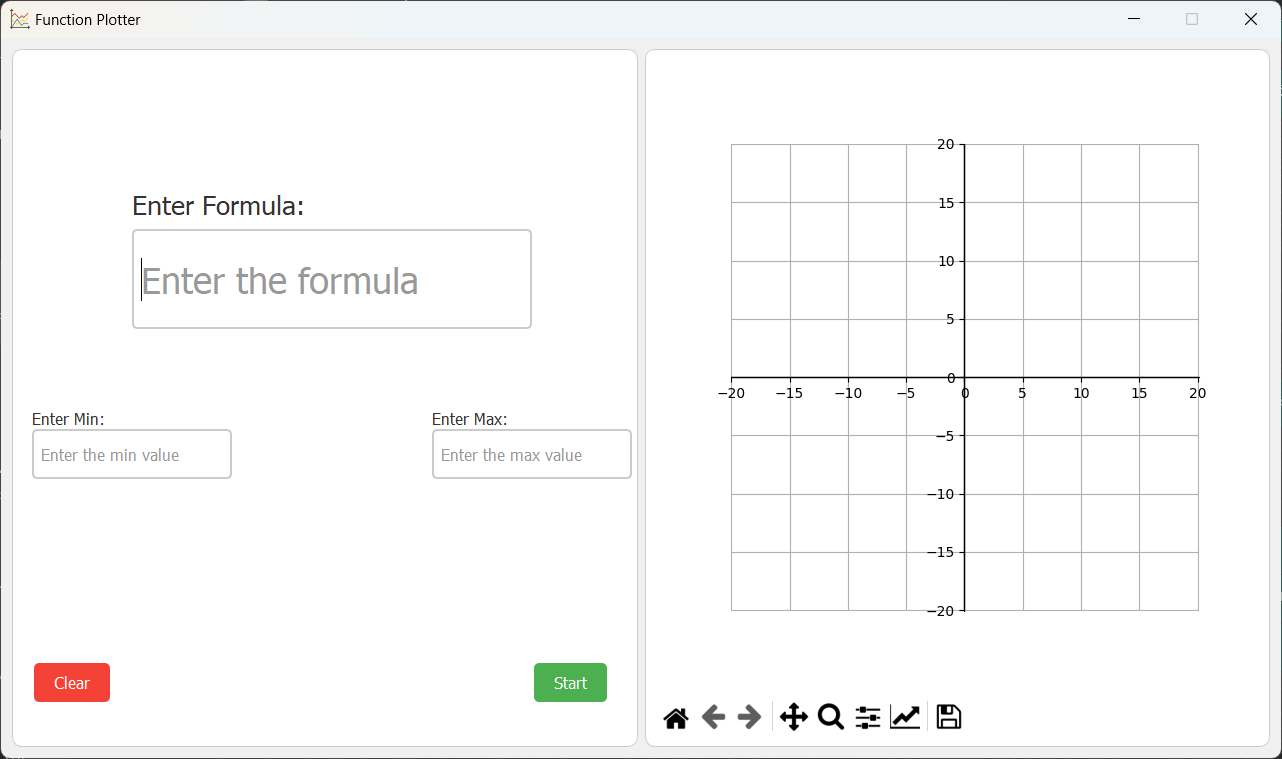 Function Plotter
Enter Formula:
Enter the formula
Enter Min:
Enter Max:
Enter the min value
Enter the max value
Clear
Start
20
15
10
5
0
−20 −15 −10 −5 0 5 10 15 20
−5
−10
−15
−20